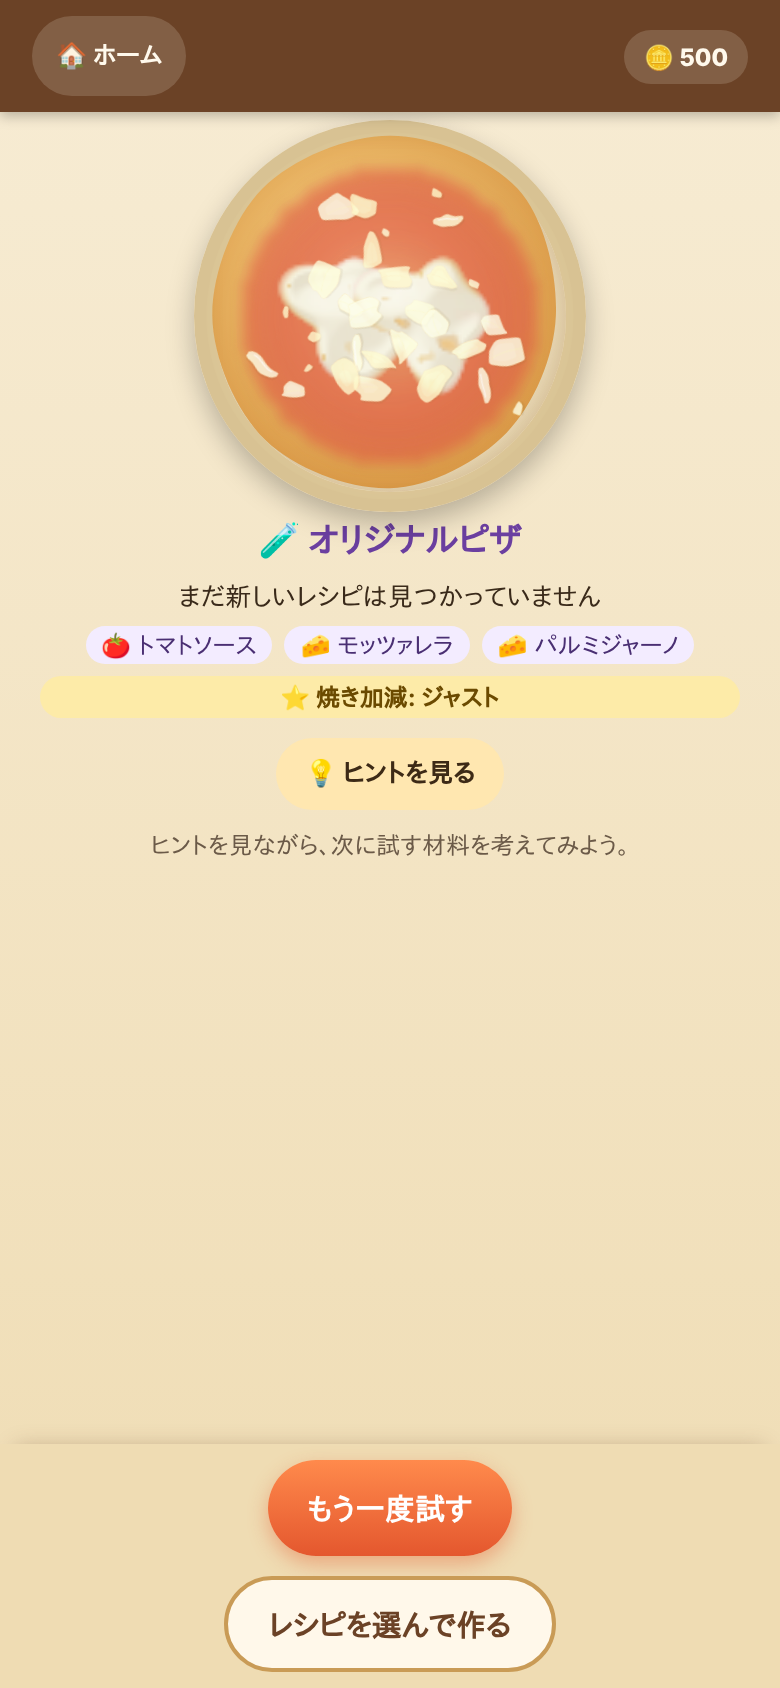 🏠 ホーム
🪙 500
🧪 オリジナルピザ
まだ新しいレシピは見つかっていません
🍅 トマトソース 🧀 モッツァレラ 🧀 パルミジャーノ
⭐ 焼き加減: ジャスト
💡 ヒントを見る
ヒントを見ながら、次に試す材料を考えてみよう。
もう一度試す
レシピを選んで作る